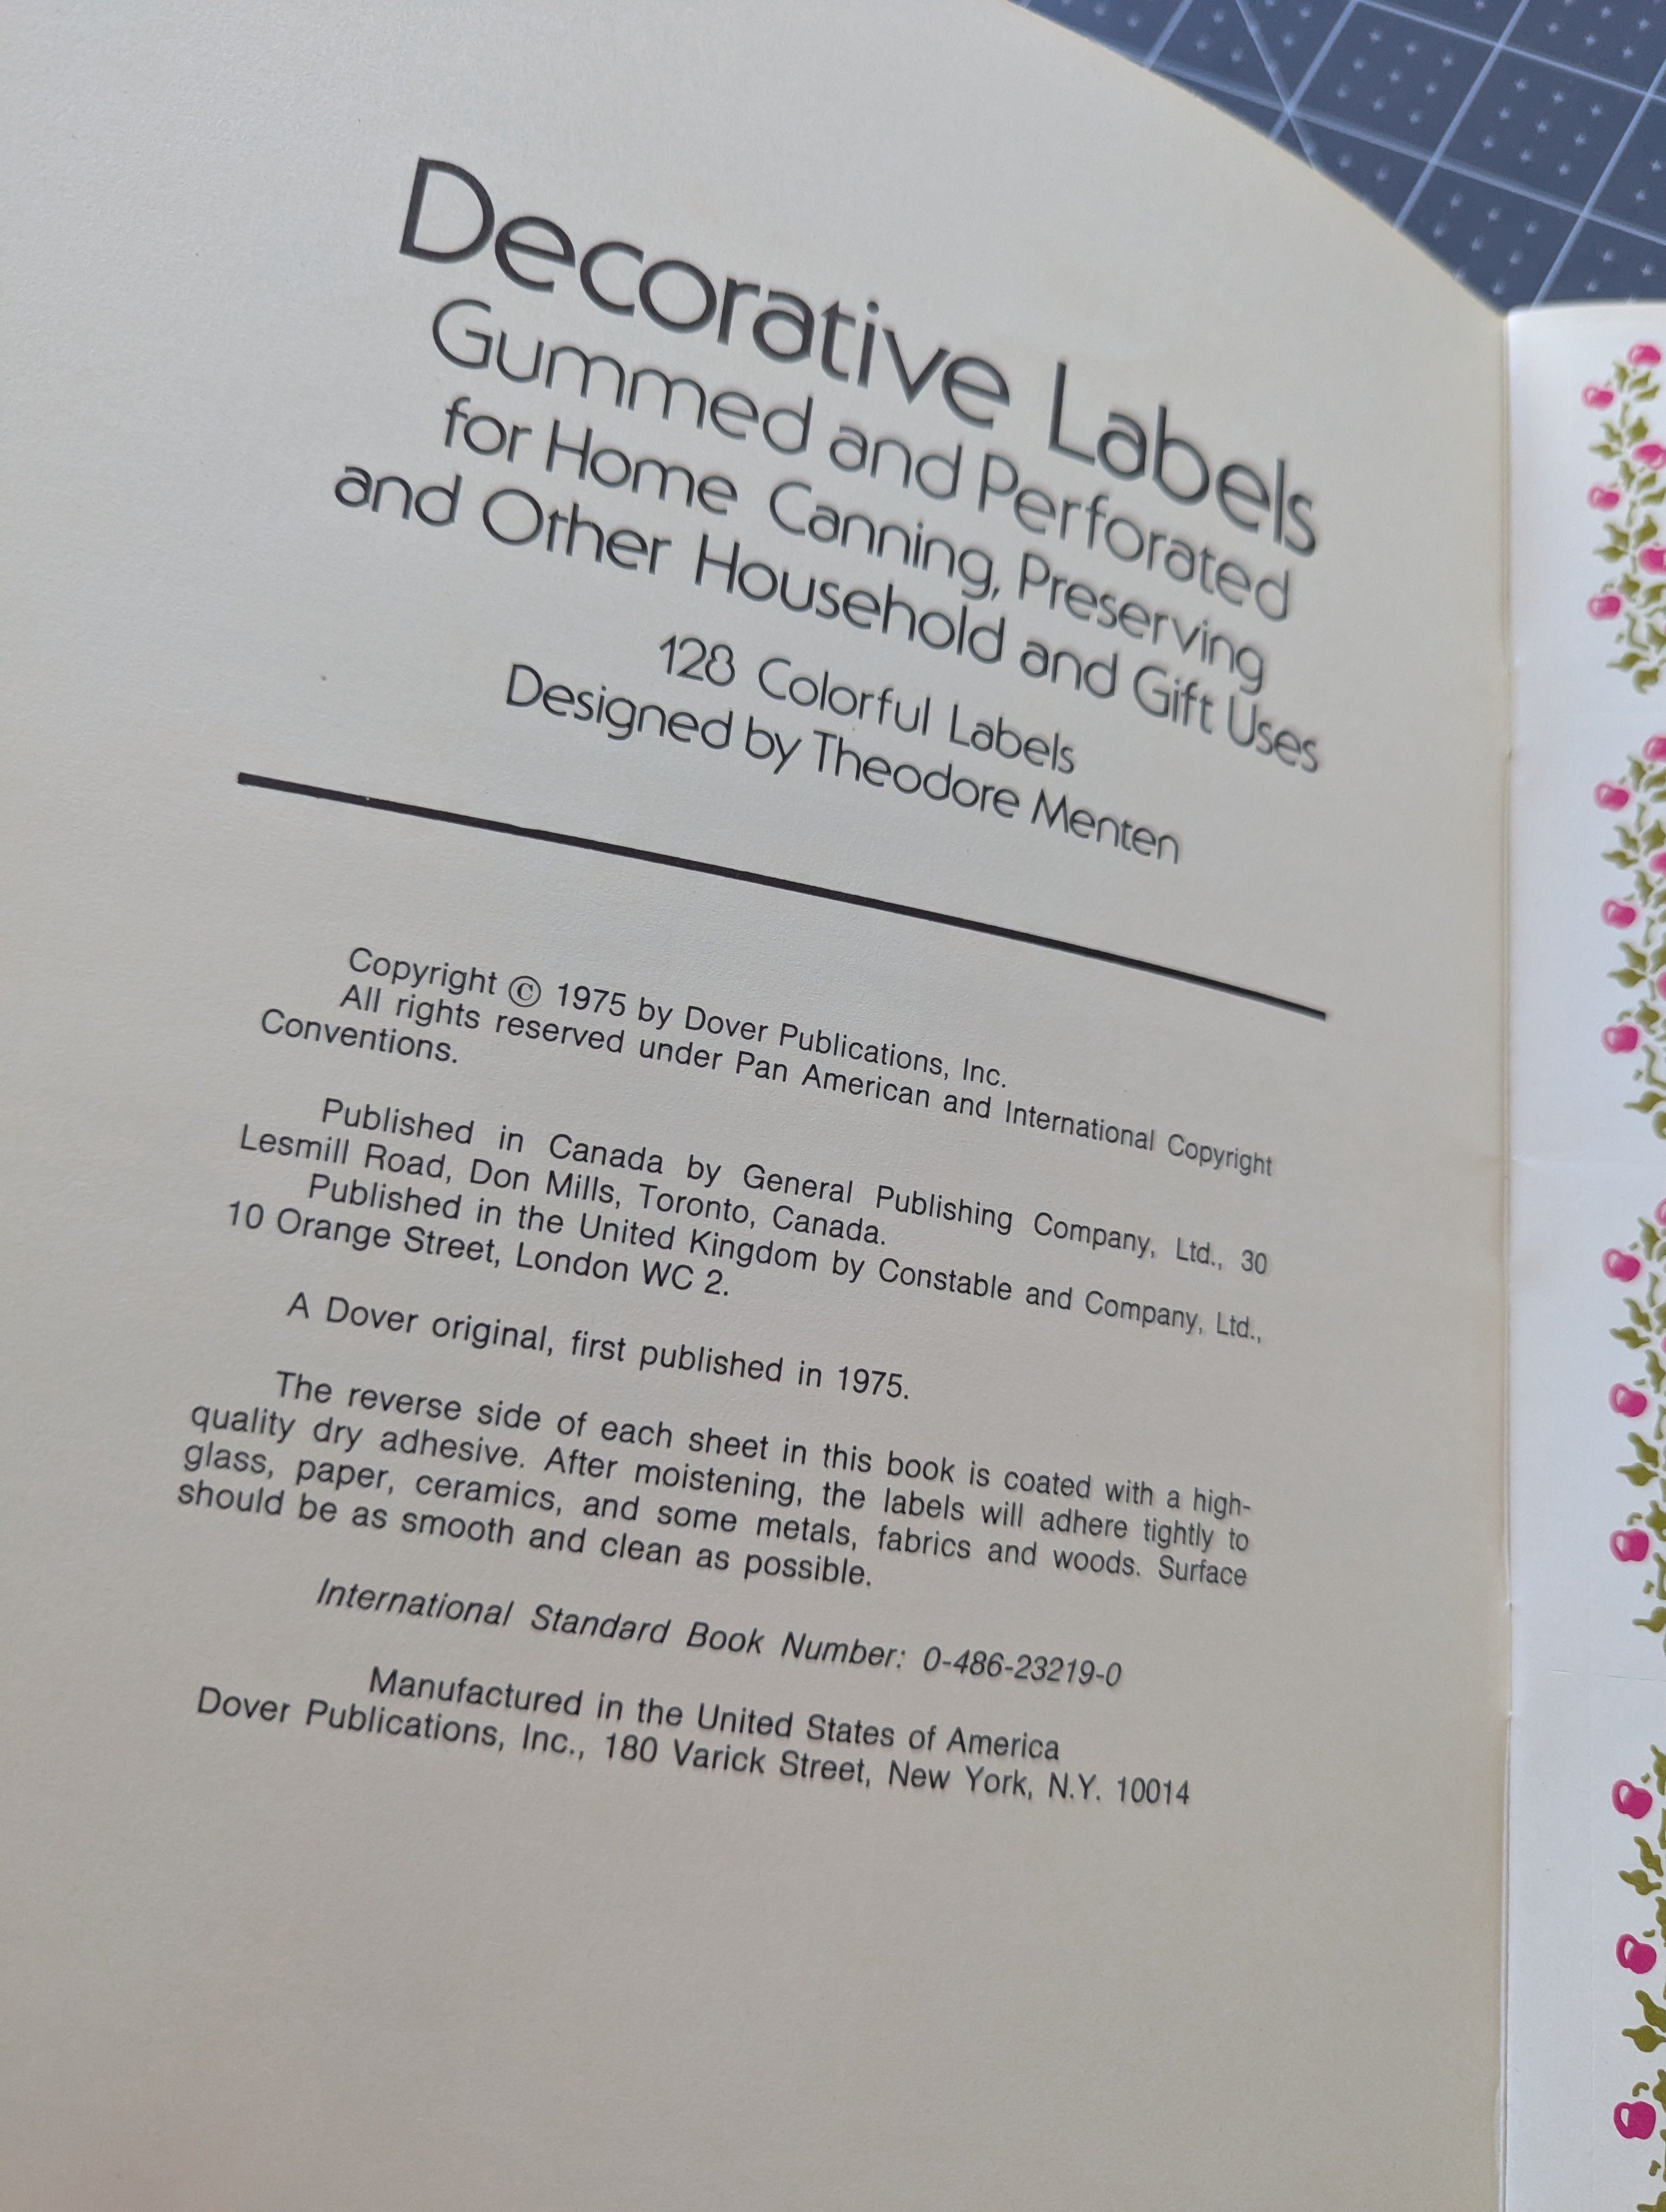 Decorative Labels
Gummed and Perforated
for Home Canning, Preserving
and Other Household and Gift Uses
128 Colorful Labels
Designed by Theodore Menten
Copyright © 1975 by Dover Publications, Inc.
All rights reserved under Pan American and International Copyright
Conventions.
Published in Canada by General Publishing Company, Ltd., 30
Lesmill Road, Don Mills, Toronto, Canada.
Published in the United Kingdom by Constable and Company, Ltd.,
10 Orange Street, London WC 2.
A Dover original, first published in 1975.
The reverse side of each sheet in this book is coated with a high-
quality dry adhesive. After moistening, the labels will adhere tightly to
glass, paper, ceramics, and some metals, fabrics and woods. Surface
should be as smooth and clean as possible.
International Standard Book Number: 0-486-23219-0
Manufactured in the United States of America
Dover Publications, Inc., 180 Varick Street, New York, N.Y. 10014